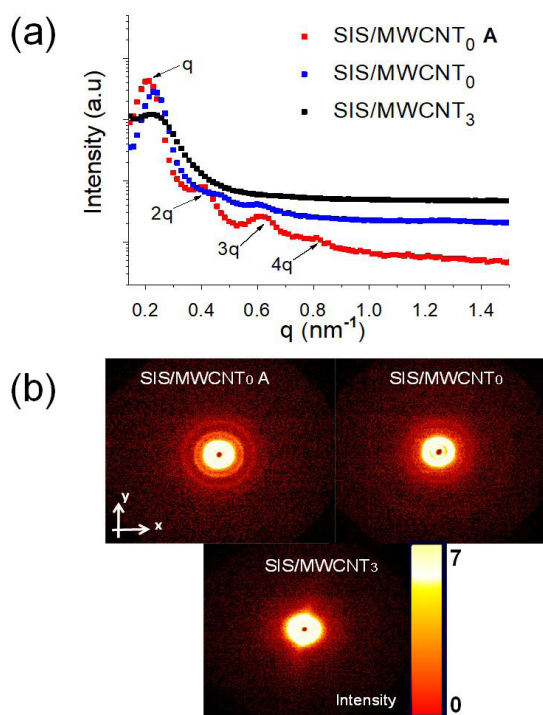 (a)
SIS/MWCNT₀ A
SIS/MWCNT₀
SIS/MWCNT₃
q
2q
3q
4q
Intensity (a.u)
0.2 0.4 0.6 0.8 1.0 1.2 1.4
q (nm⁻¹)
(b)
SIS/MWCNT₀ A
SIS/MWCNT₀
y
x
SIS/MWCNT₃
7
Intensity
0